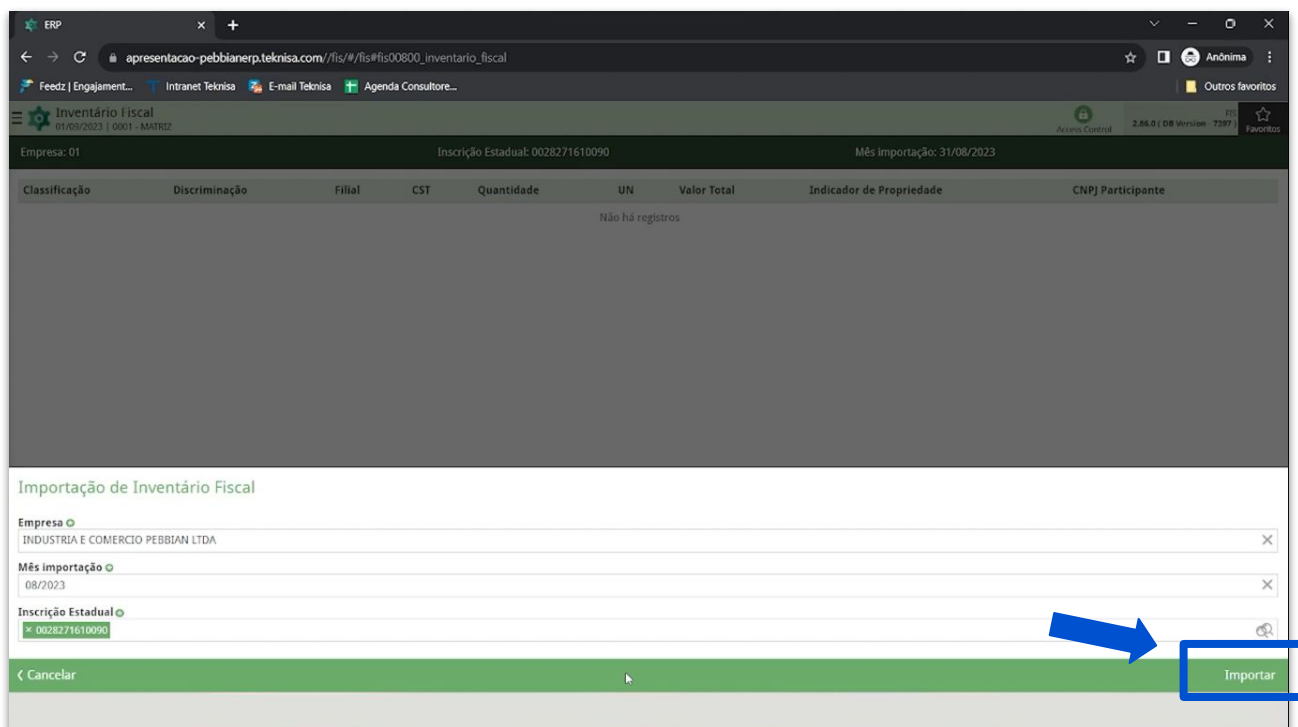 ERP
apresentacao-pebbianerp.teknisa.com//fis/#/fis#fis00800_inventario_fiscal
Anônima
Feedz | Engajament... Intranet Teknisa E-mail Teknisa Agenda Consultore... Outros favoritos
Inventário Fiscal
01/09/2023 | 0001 - MATRIZ
Access Control
FIS
2.86.0 ( DB Version - 7397 )
Favoritos
Empresa: 01 Inscrição Estadual: 0028271610090 Mês importação: 31/08/2023
Classificação Discriminação Filial CST Quantidade UN Valor Total Indicador de Propriedade CNPJ Participante
Não há registros
Importação de Inventário Fiscal
Empresa
INDUSTRIA E COMERCIO PEBBIAN LTDA
Mês importação
08/2023
Inscrição Estadual
× 0028271610090
Cancelar Importar